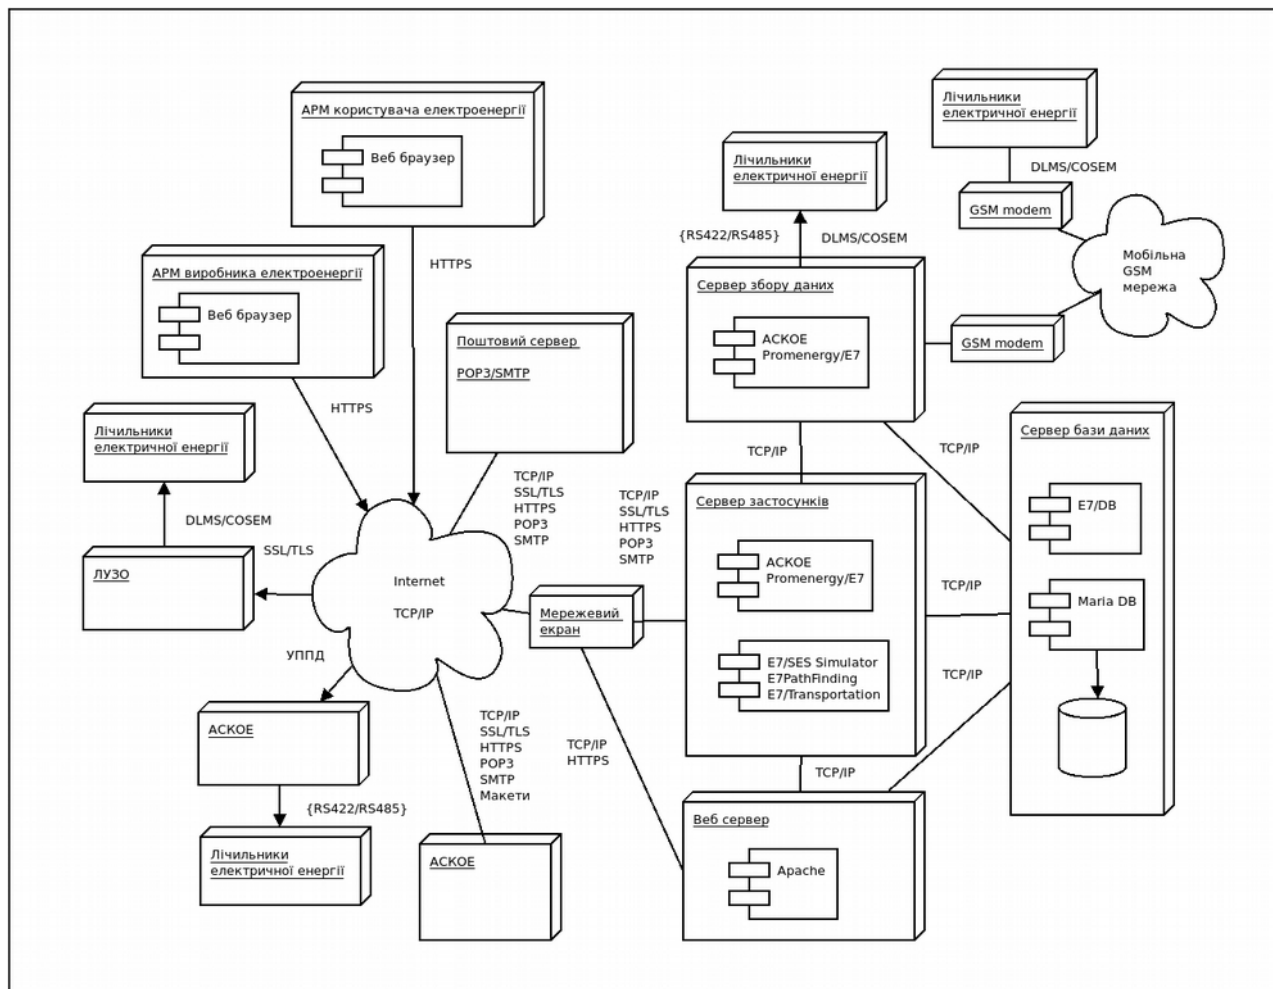 АРМ користувача електроенергії
Веб браузер
HTTPS
АРМ виробника електроенергії
Веб браузер
HTTPS
Поштовий сервер
POP3/SMTP
TCP/IP
SSL/TLS
HTTPS
POP3
SMTP
Лічильники
електричної енергії
DLMS/COSEM
SSL/TLS
ЛУЗО
Internet
TCP/IP
УППД
АСКОЕ
{RS422/RS485}
Лічильники
електричної енергії
TCP/IP
SSL/TLS
HTTPS
POP3
SMTP
Макети
АСКОЕ
Мережевий
екран
TCP/IP
SSL/TLS
HTTPS
POP3
SMTP
TCP/IP
HTTPS
Лічильники
електричної енергії
{RS422/RS485}
DLMS/COSEM
Сервер збору даних
АСКОЕ
Promenergy/E7
Лічильники
електричної енергії
DLMS/COSEM
GSM modem
Мобільна
GSM
мережа
GSM modem
TCP/IP
TCP/IP
Сервер застосунків
АСКОЕ
Promenergy/E7
E7/SES Simulator
E7PathFinding
E7/Transportation
TCP/IP
TCP/IP
TCP/IP
Веб сервер
Apache
Сервер бази даних
E7/DB
Maria DB